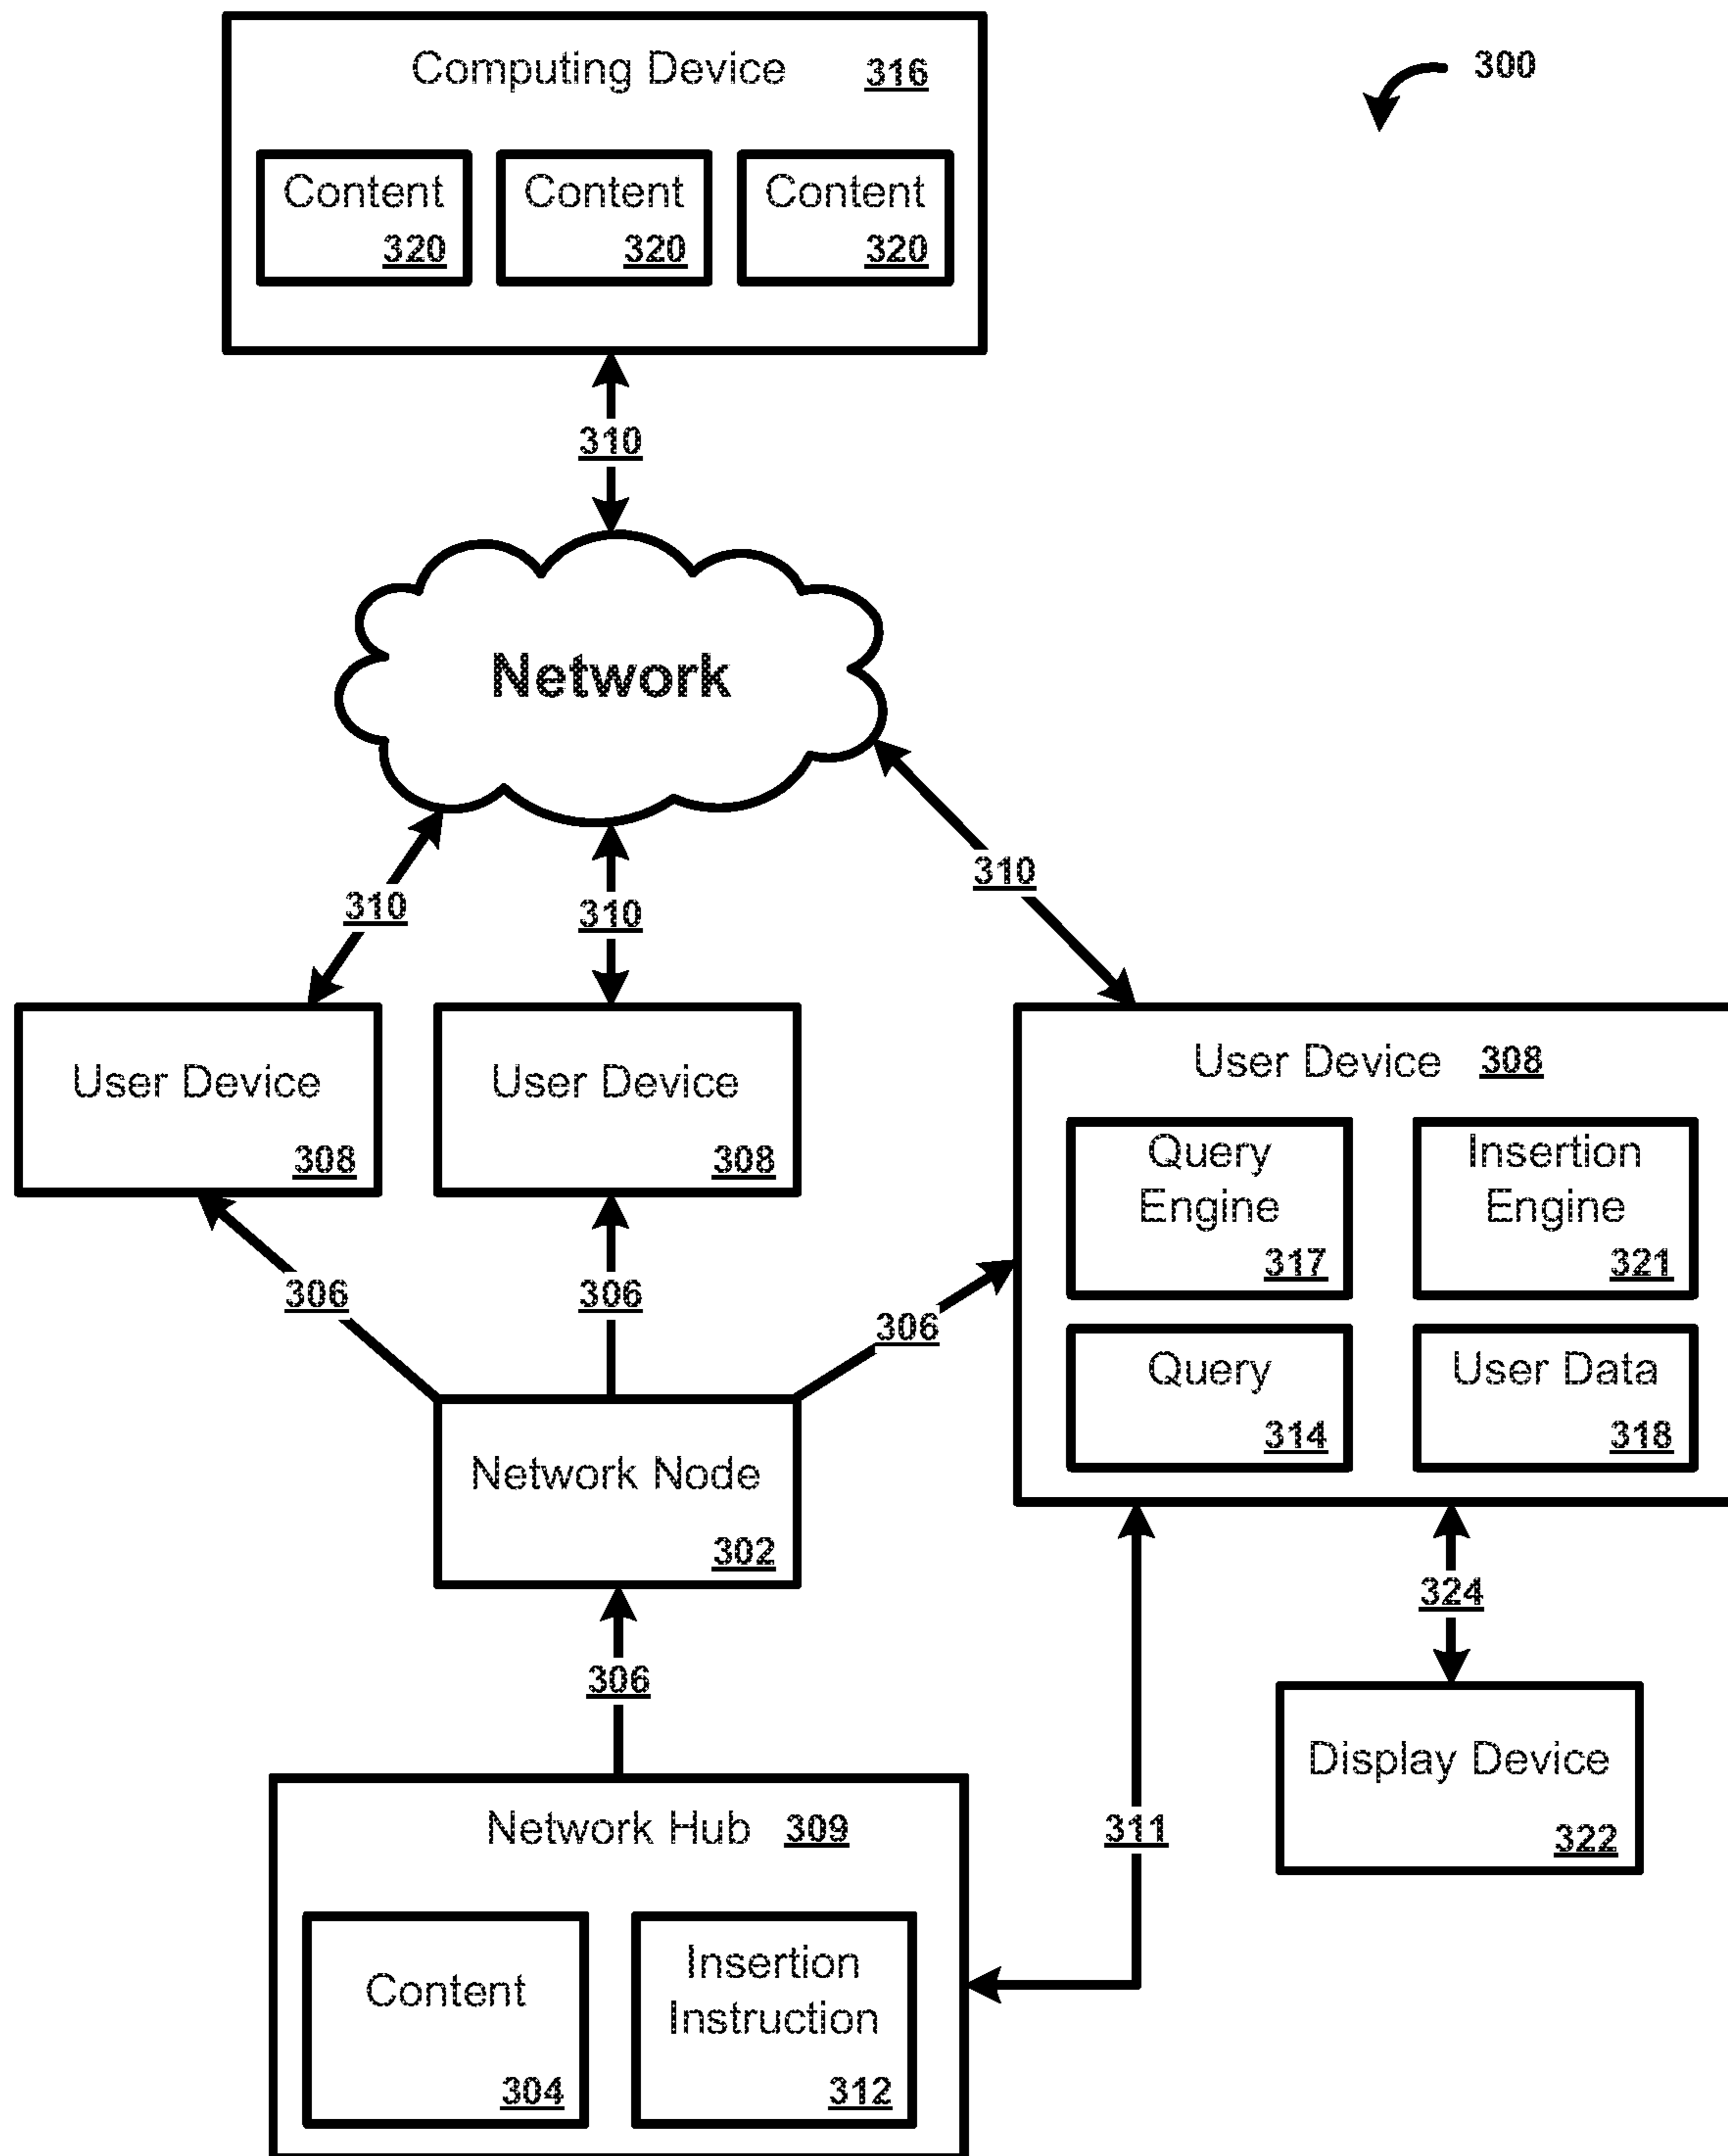 Computing Device 316
300
Content
320
Content
320
Content
320
310
Network
310
310
310
User Device
308
User Device
308
User Device 308
Query
Engine
317
Insertion
Engine
321
Query
314
User Data
318
306
306
306
Network Node
302
306
311
324
Display Device
322
Network Hub 309
Content
304
Insertion
Instruction
312